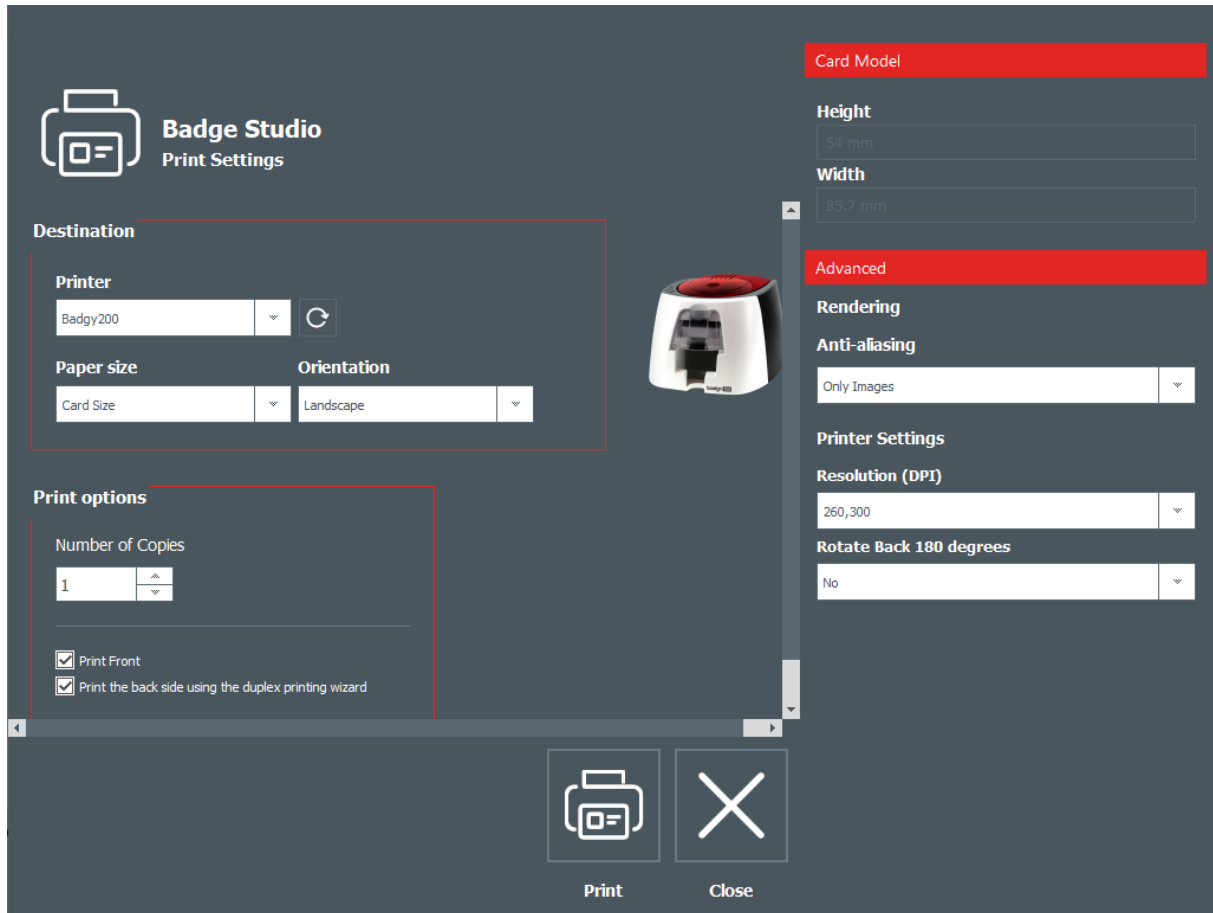 Badge Studio
Print Settings
Destination
Printer
Badgy200
Paper size
Orientation
Card Size
Landscape
Print options
Number of Copies
1
Print Front
Print the back side using the duplex printing wizard
Card Model
Height
54 mm
Width
85.7 mm
Advanced
Rendering
Anti-aliasing
Only Images
Printer Settings
Resolution (DPI)
260,300
Rotate Back 180 degrees
No
Print
Close